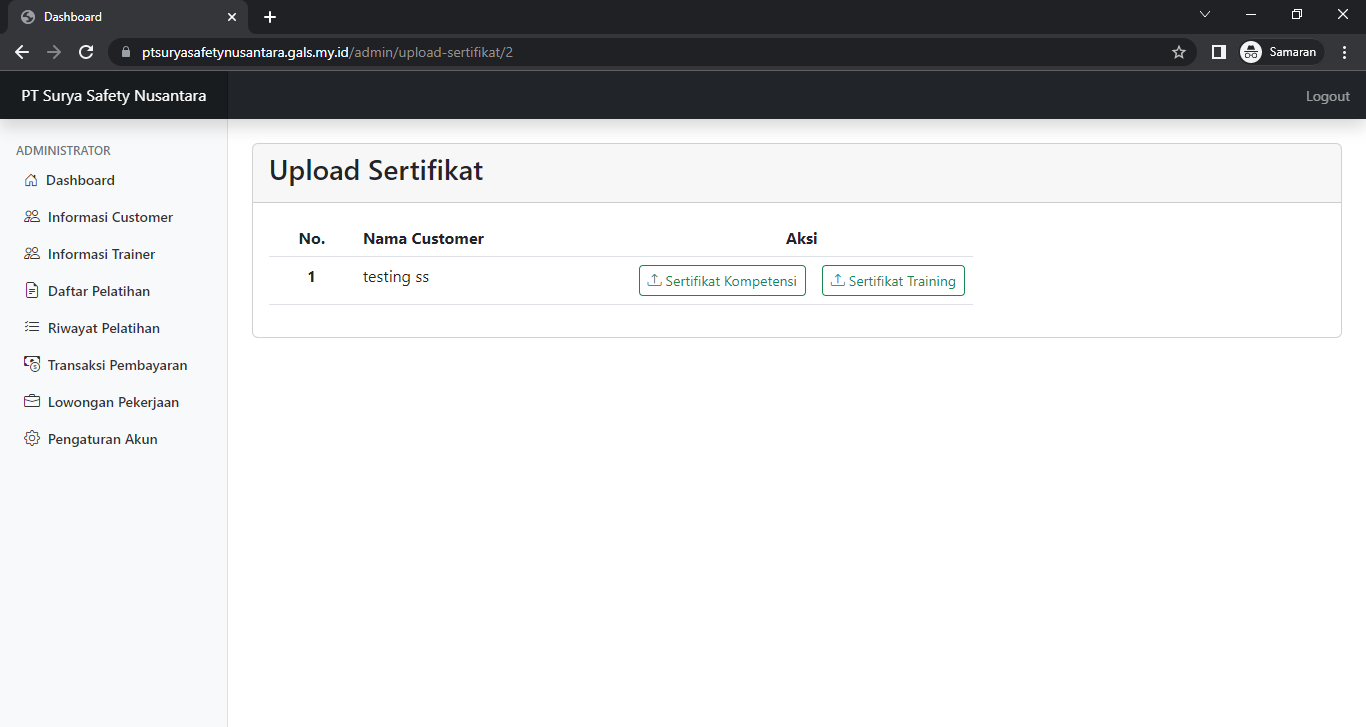 Dashboard
ptsuryasafetynusantara.gals.my.id/admin/upload-sertifikat/2
Samaran
PT Surya Safety Nusantara
Logout
ADMINISTRATOR
Dashboard
Informasi Customer
Informasi Trainer
Daftar Pelatihan
Riwayat Pelatihan
Transaksi Pembayaran
Lowongan Pekerjaan
Pengaturan Akun
Upload Sertifikat
No. Nama Customer Aksi
1 testing ss Sertifikat Kompetensi Sertifikat Training